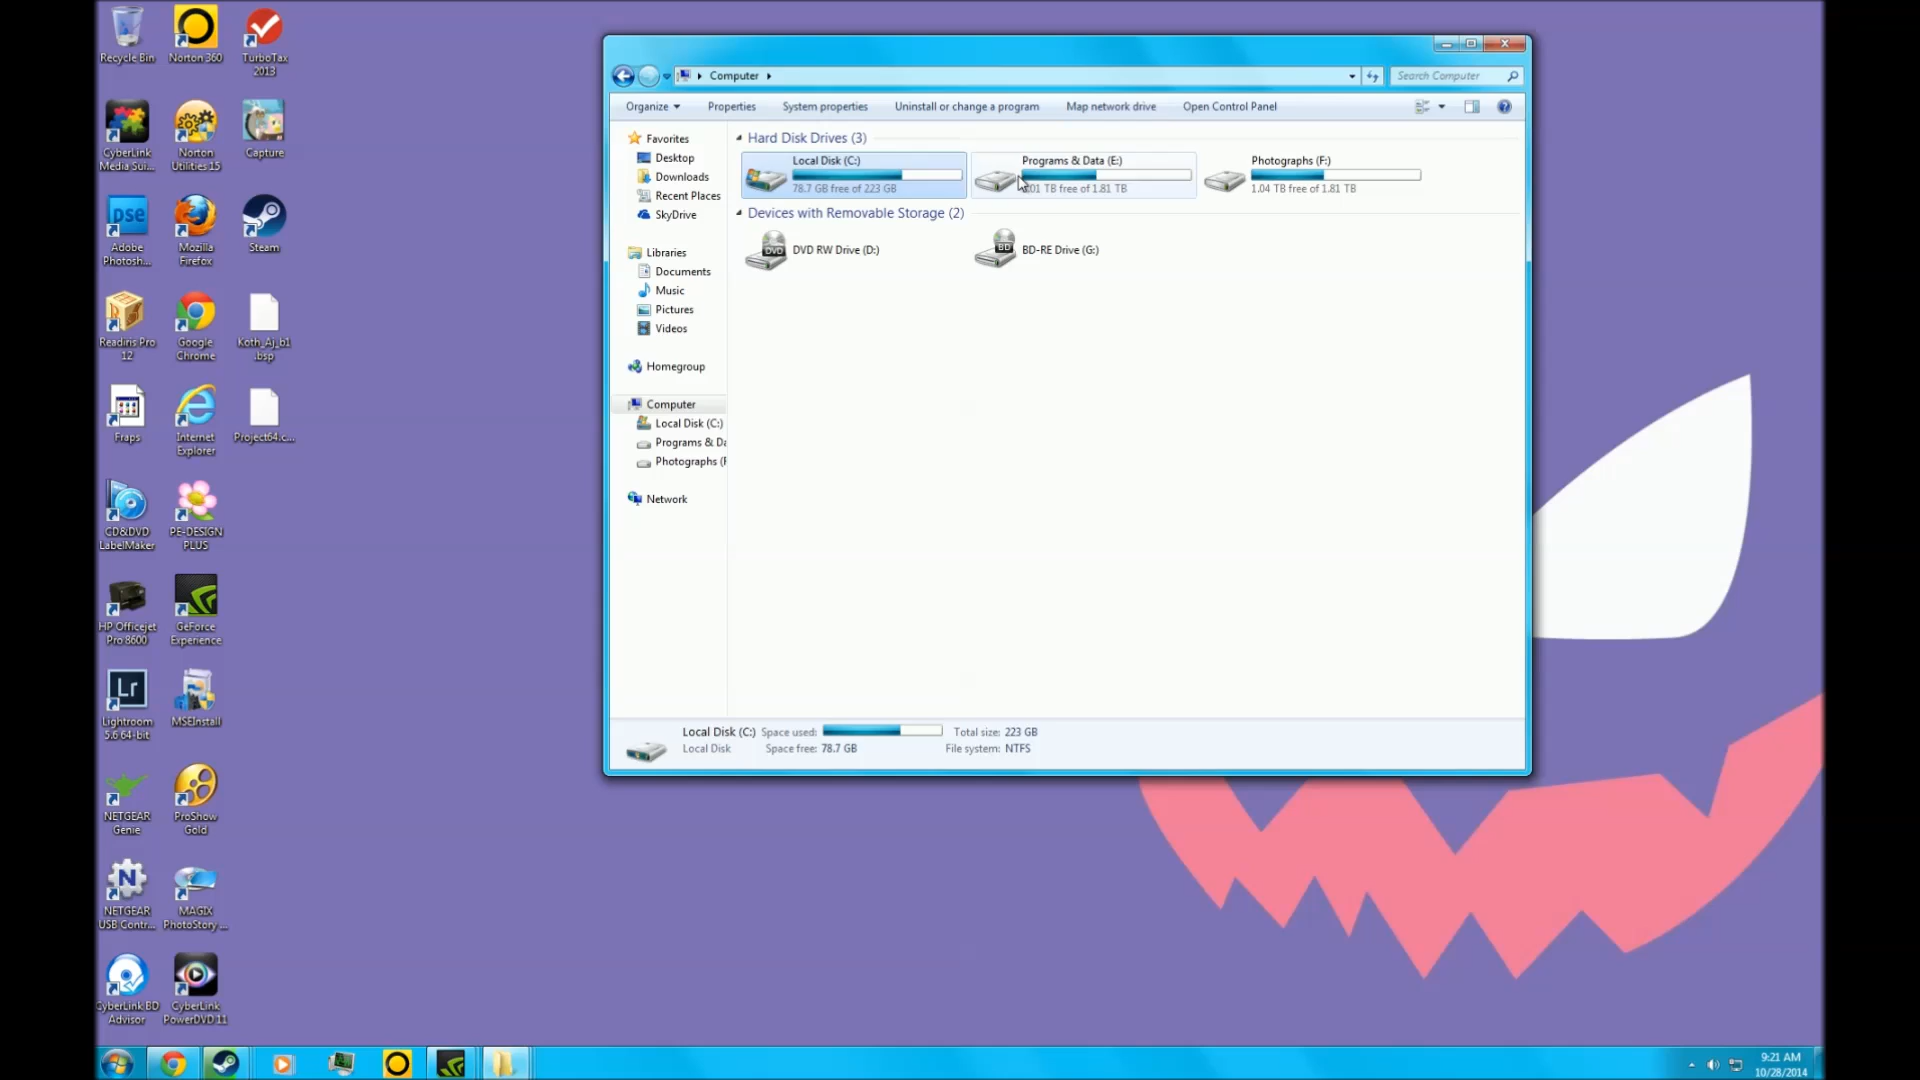 Recycle Bin
Norton 360
TurboTax
2013
CyberLink
Media Sui...
Norton
Utilities 15
Capture
Adobe
Photosh...
Mozilla
Firefox
Steam
Readiris Pro
12
Google
Chrome
Koth_Aj_b1
.bsp
Fraps
Internet
Explorer
Project64.c...
CD&DVD
LabelMaker
PE-DESIGN
PLUS
HP Officejet
Pro 8600
GeForce
Experience
Lightroom
5.6 64-bit
MSEInstall
NETGEAR
Genie
ProShow
Gold
NETGEAR
USB Contr...
MAGIX
PhotoStory ...
CyberLink BD
Advisor
CyberLink
PowerDVD 11
Computer
Search Computer
Organize
Properties
System properties
Uninstall or change a program
Map network drive
Open Control Panel
Favorites
Desktop
Downloads
Recent Places
SkyDrive
Libraries
Documents
Music
Pictures
Videos
Homegroup
Computer
Local Disk (C:)
Programs & Da
Photographs (F
Network
Hard Disk Drives (3)
Local Disk (C:)
78.7 GB free of 223 GB
Programs & Data (E:)
.01 TB free of 1.81 TB
Photographs (F:)
1.04 TB free of 1.81 TB
Devices with Removable Storage (2)
DVD
DVD RW Drive (D:)
BD
BD-RE Drive (G:)
Local Disk (C:) Space used: Total size: 223 GB
Local Disk Space free: 78.7 GB File system: NTFS
pse
Lr
N
9:21 AM
10/28/2014